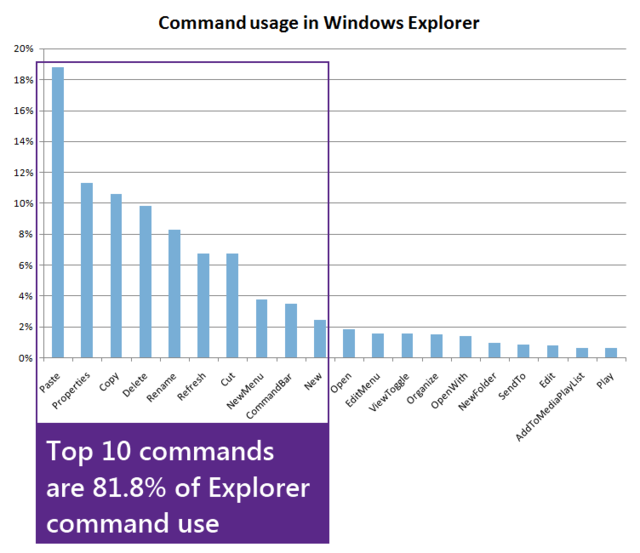 Command usage in Windows Explorer
20%
18%
16%
14%
12%
10%
8%
6%
4%
2%
0%
Paste
Properties
Copy
Delete
Rename
Refresh
Cut
NewMenu
CommandBar
New
Open
EditMenu
ViewToggle
Organize
OpenWith
NewFolder
SendTo
Edit
AddToMediaPlayList
Play
Top 10 commands
are 81.8% of Explorer
command use